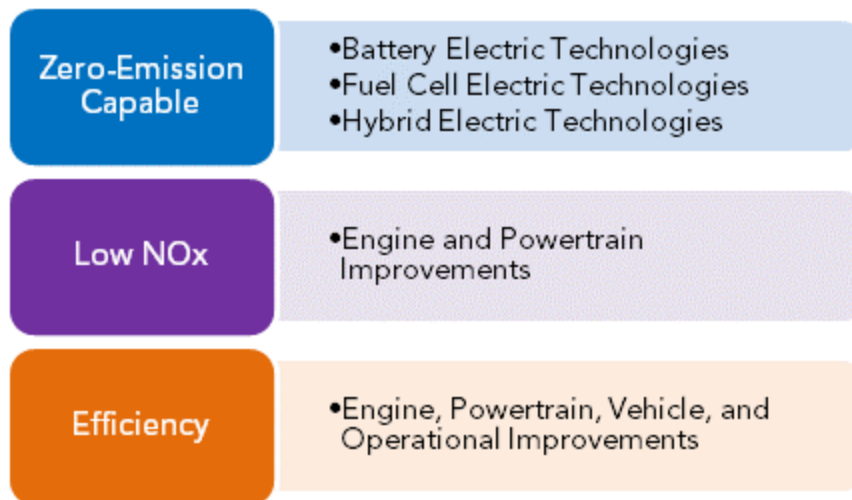 Zero-Emission
Capable
•Battery Electric Technologies
•Fuel Cell Electric Technologies
•Hybrid Electric Technologies
Low NOx
•Engine and Powertrain
Improvements
Efficiency
•Engine, Powertrain, Vehicle, and
Operational Improvements